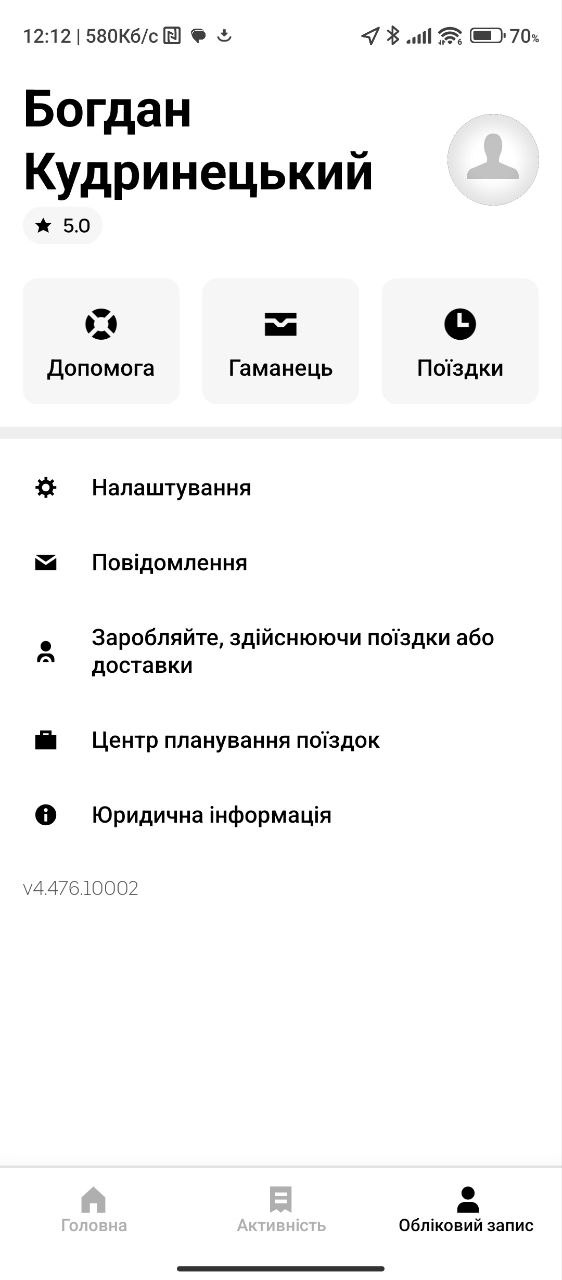 12:12 | 580Кб/с 70%
Богдан
Кудринецький
5.0
Допомога Гаманець Поїздки
Налаштування
Повідомлення
Заробляйте, здійснюючи поїздки або
доставки
Центр планування поїздок
Юридична інформація
v4.476.10002
Головна Активність Обліковий запис